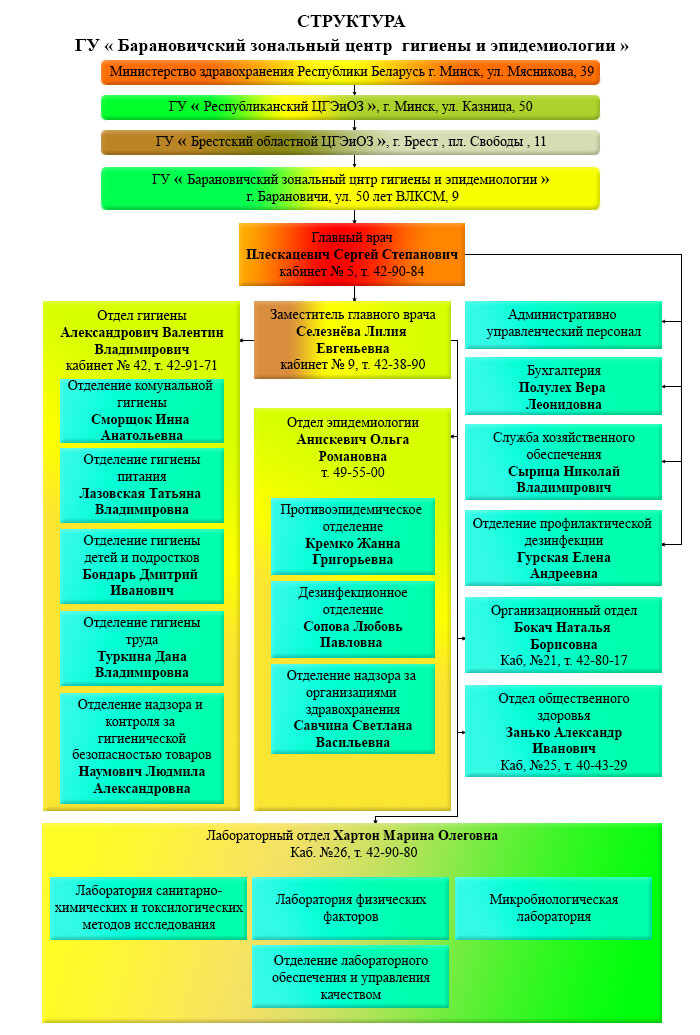 СТРУКТУРА
ГУ « Барановичский зональный центр гигиены и эпидемиологии »
Министерство здравохранения Республики Беларусь г. Минск, ул. Мясникова, 39
ГУ « Республиканский ЦГЭиОЗ », г. Минск, ул. Казница, 50
ГУ « Брестский областной ЦГЭиОЗ », г. Брест , пл. Свободы , 11
ГУ « Барановичский зональный цнтр гигиены и эпидемиологии »
г. Барановичи, ул. 50 лет ВЛКСМ, 9
Главный врач
Плескацевич Сергей Степанович
кабинет № 5, т. 42-90-84
Отдел гигиены
Александрович Валентин
Владимирович
кабинет № 42, т. 42-91-71
Отделение комунальной
гигиены
Сморщок Инна
Анатольевна
Отделение гигиены
питания
Лазовская Татьяна
Владимировна
Отделение гигиены
детей и подростков
Бондарь Дмитрий
Иванович
Отделение гигиены
труда
Туркина Дана
Владимировна
Отделение надзора и
контроля за
гигиенической
безопасностью товаров
Наумович Людмила
Александровна
Заместитель главного врача
Селезнёва Лилия
Евгеньевна
кабинет № 9, т. 42-38-90
Отдел эпидемиологии
Анискевич Ольга
Романовна
т. 49-55-00
Противоэпидемическое
отделение
Кремко Жанна
Григорьевна
Дезинфекционное
отделение
Сопова Любовь
Павловна
Отделение надзора за
организациями
здравохранения
Савчина Светлана
Васильевна
Административно
управленческий персонал
Бухгалтерия
Полулех Вера
Леонидовна
Служба хозяйственного
обеспечения
Сырица Николай
Владимирович
Отделение профилактической
дезинфекции
Гурская Елена
Андреевна
Организационный отдел
Бокач Наталья
Борисовна
Каб, №21, т. 42-80-17
Отдел общественного
здоровья
Занько Александр
Иванович
Каб, №25, т. 40-43-29
Лабораторный отдел Хартон Марина Олеговна
Каб. №26, т. 42-90-80
Лаборатория санитарно-
химических и токсилогических
методов исследования
Лаборатория физических
факторов
Микробиологическая
лаборатория
Отделение лабораторного
обеспечения и управления
качеством